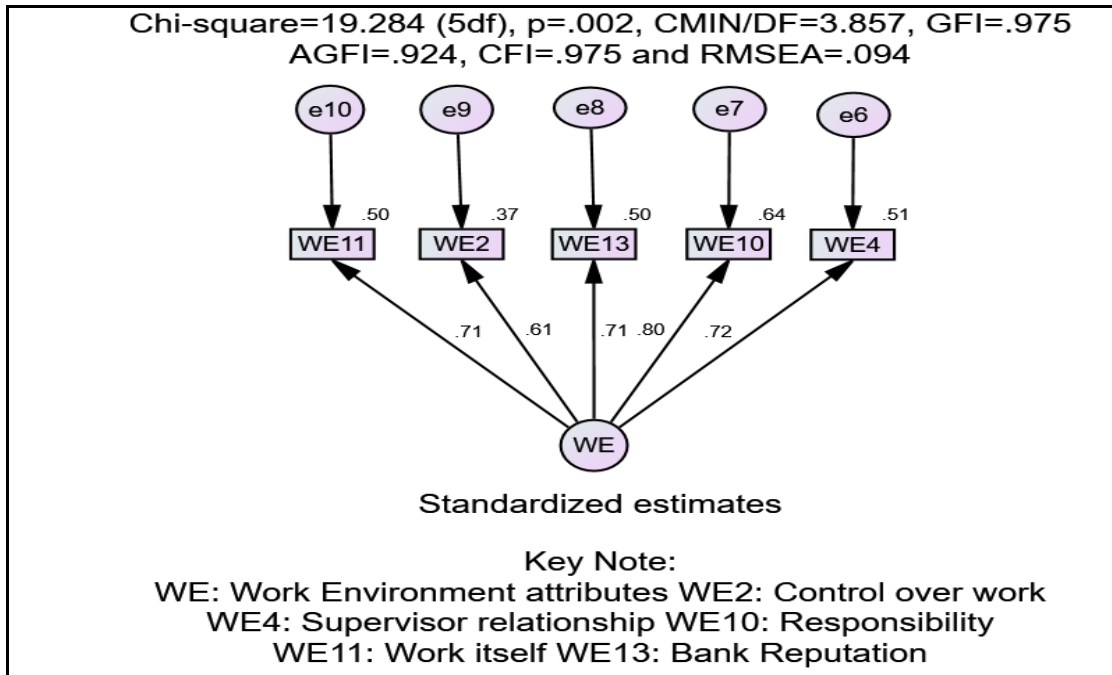 Chi-square=19.284 (5df), p=.002, CMIN/DF=3.857, GFI=.975
AGFI=.924, CFI=.975 and RMSEA=.094
e10 e9 e8 e7 e6
.50 .37 .50 .64 .51
WE11 WE2 WE13 WE10 WE4
.71 .61 .71 .80 .72
WE
Standardized estimates
Key Note:
WE: Work Environment attributes WE2: Control over work
WE4: Supervisor relationship WE10: Responsibility
WE11: Work itself WE13: Bank Reputation